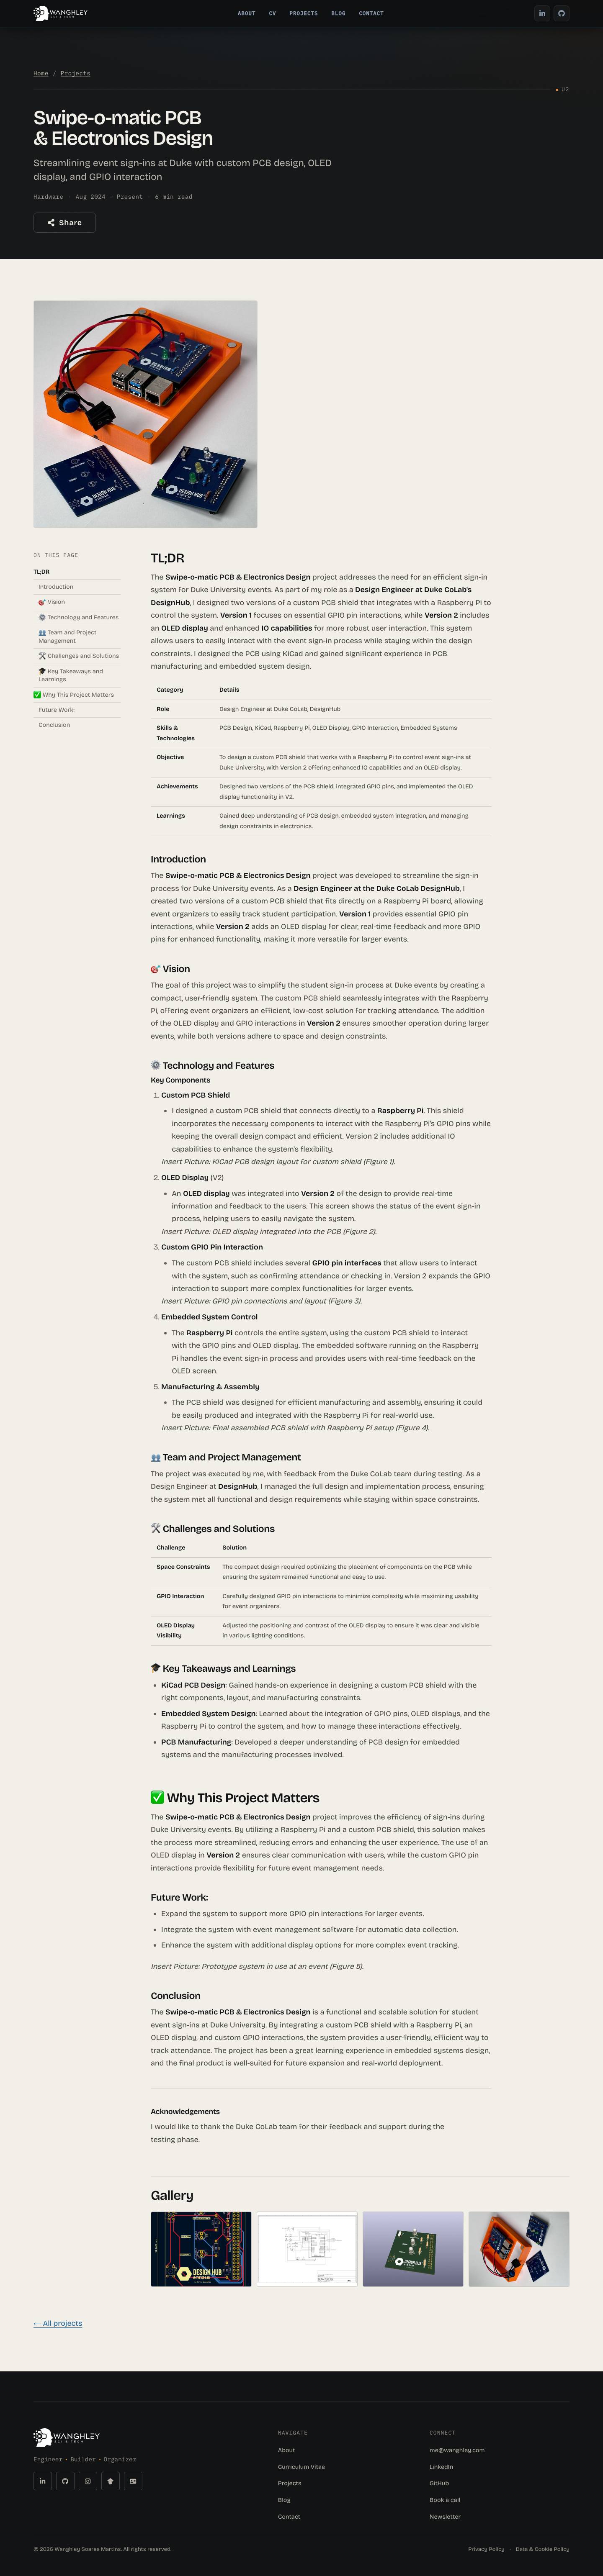 WANGHLEY
ABOUT CV PROJECTS BLOG CONTACT
Home / Projects
V2
Swipe-o-matic PCB
& Electronics Design
Streamlining event sign-ins at Duke with custom PCB design, OLED
display, and GPIO interaction
Hardware · Aug 2024 – Present · 6 min read
Share
DESIGN HUB
DESIGN HUB
ON THIS PAGE
TL;DR
Introduction
🎯 Vision
⚙️ Technology and Features
👥 Team and Project
Management
🛠️ Challenges and Solutions
🎓 Key Takeaways and
Learnings
✅ Why This Project Matters
Future Work:
Conclusion
TL;DR
The Swipe-o-matic PCB & Electronics Design project addresses the need for an efficient sign-in
system for Duke University events. As part of my role as a Design Engineer at Duke CoLab's
DesignHub, I designed two versions of a custom PCB shield that integrates with a Raspberry Pi to
control the system. Version 1 focuses on essential GPIO pin interactions, while Version 2 includes
an OLED display and enhanced IO capabilities for more robust user interaction. This system
allows users to easily interact with the event sign-in process while staying within the design
constraints. I designed the PCB using KiCad and gained significant experience in PCB
manufacturing and embedded system design.
Category Details
Role Design Engineer at Duke CoLab, DesignHub
Skills &
Technologies
PCB Design, KiCad, Raspberry Pi, OLED Display, GPIO Interaction, Embedded Systems
Objective To design a custom PCB shield that works with a Raspberry Pi to control event sign-ins at
Duke University, with Version 2 offering enhanced IO capabilities and an OLED display.
Achievements Designed two versions of the PCB shield, integrated GPIO pins, and implemented the OLED
display functionality in V2.
Learnings Gained deep understanding of PCB design, embedded system integration, and managing
design constraints in electronics.
Introduction
The Swipe-o-matic PCB & Electronics Design project was developed to streamline the sign-in
process for Duke University events. As a Design Engineer at the Duke CoLab DesignHub, I
created two versions of a custom PCB shield that fits directly on a Raspberry Pi board, allowing
event organizers to easily track student participation. Version 1 provides essential GPIO pin
interactions, while Version 2 adds an OLED display for clear, real-time feedback and more GPIO
pins for enhanced functionality, making it more versatile for larger events.
🎯 Vision
The goal of this project was to simplify the student sign-in process at Duke events by creating a
compact, user-friendly system. The custom PCB shield seamlessly integrates with the Raspberry
Pi, offering event organizers an efficient, low-cost solution for tracking attendance. The addition
of the OLED display and GPIO interactions in Version 2 ensures smoother operation during larger
events, while both versions adhere to space and design constraints.
⚙️ Technology and Features
Key Components
1. Custom PCB Shield
• I designed a custom PCB shield that connects directly to a Raspberry Pi. This shield
incorporates the necessary components to interact with the Raspberry Pi's GPIO pins while
keeping the overall design compact and efficient. Version 2 includes additional IO
capabilities to enhance the system's flexibility.
Insert Picture: KiCad PCB design layout for custom shield (Figure 1).
2. OLED Display (V2)
• An OLED display was integrated into Version 2 of the design to provide real-time
information and feedback to the users. This screen shows the status of the event sign-in
process, helping users to easily navigate the system.
Insert Picture: OLED display integrated into the PCB (Figure 2).
3. Custom GPIO Pin Interaction
• The custom PCB shield includes several GPIO pin interfaces that allow users to interact
with the system, such as confirming attendance or checking in. Version 2 expands the GPIO
interaction to support more complex functionalities for larger events.
Insert Picture: GPIO pin connections and layout (Figure 3).
4. Embedded System Control
• The Raspberry Pi controls the entire system, using the custom PCB shield to interact
with the GPIO pins and OLED display. The embedded software running on the Raspberry
Pi handles the event sign-in process and provides users with real-time feedback on the
OLED screen.
5. Manufacturing & Assembly
• The PCB shield was designed for efficient manufacturing and assembly, ensuring it could
be easily produced and integrated with the Raspberry Pi for real-world use.
Insert Picture: Final assembled PCB shield with Raspberry Pi setup (Figure 4).
👥 Team and Project Management
The project was executed by me, with feedback from the Duke CoLab team during testing. As a
Design Engineer at DesignHub, I managed the full design and implementation process, ensuring
the system met all functional and design requirements while staying within space constraints.
🛠️ Challenges and Solutions
Challenge Solution
Space Constraints The compact design required optimizing the placement of components on the PCB while
ensuring the system remained functional and easy to use.
GPIO Interaction Carefully designed GPIO pin interactions to minimize complexity while maximizing usability
for event organizers.
OLED Display
Visibility
Adjusted the positioning and contrast of the OLED display to ensure it was clear and visible
in various lighting conditions.
🎓 Key Takeaways and Learnings
• KiCad PCB Design: Gained hands-on experience in designing a custom PCB shield with the
right components, layout, and manufacturing constraints.
• Embedded System Design: Learned about the integration of GPIO pins, OLED displays, and the
Raspberry Pi to control the system, and how to manage these interactions effectively.
• PCB Manufacturing: Developed a deeper understanding of PCB design for embedded
systems and the manufacturing processes involved.
✅ Why This Project Matters
The Swipe-o-matic PCB & Electronics Design project improves the efficiency of sign-ins during
Duke University events. By utilizing a Raspberry Pi and a custom PCB shield, this solution makes
the process more streamlined, reducing errors and enhancing the user experience. The use of an
OLED display in Version 2 ensures clear communication with users, while the custom GPIO pin
interactions provide flexibility for future event management needs.
Future Work:
• Expand the system to support more GPIO pin interactions for larger events.
• Integrate the system with event management software for automatic data collection.
• Enhance the system with additional display options for more complex event tracking.
Insert Picture: Prototype system in use at an event (Figure 5).
Conclusion
The Swipe-o-matic PCB & Electronics Design is a functional and scalable solution for student
event sign-ins at Duke University. By integrating a custom PCB shield with a Raspberry Pi, an
OLED display, and custom GPIO interactions, the system provides a user-friendly, efficient way to
track attendance. The project has been a great learning experience in embedded systems design,
and the final product is well-suited for future expansion and real-world deployment.
Acknowledgements
I would like to thank the Duke CoLab team for their feedback and support during the
testing phase.
Gallery
DESIGN HUB
DESIGN HUB
← All projects
WANGHLEY
Engineer • Builder • Organizer
NAVIGATE
About
Curriculum Vitae
Projects
Blog
Contact
CONNECT
me@wanghley.com
LinkedIn
GitHub
Book a call
Newsletter
© 2026 Wanghley Soares Martins. All rights reserved.
Privacy Policy · Data & Cookie Policy